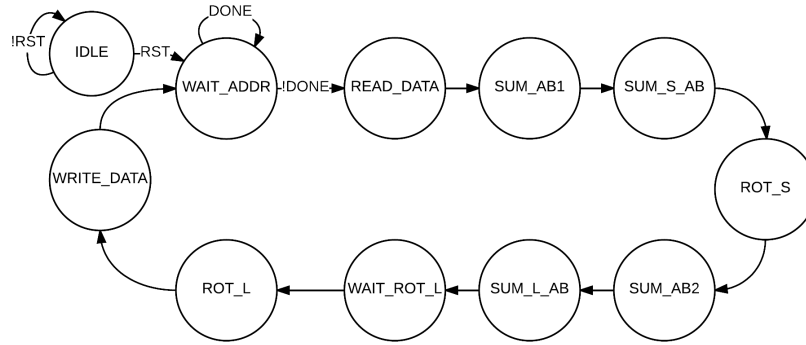 DONE
!RST
IDLE
RST
WAIT_ADDR
!DONE
READ_DATA
SUM_AB1
SUM_S_AB
WRITE_DATA
ROT_S
ROT_L
WAIT_ROT_L
SUM_L_AB
SUM_AB2